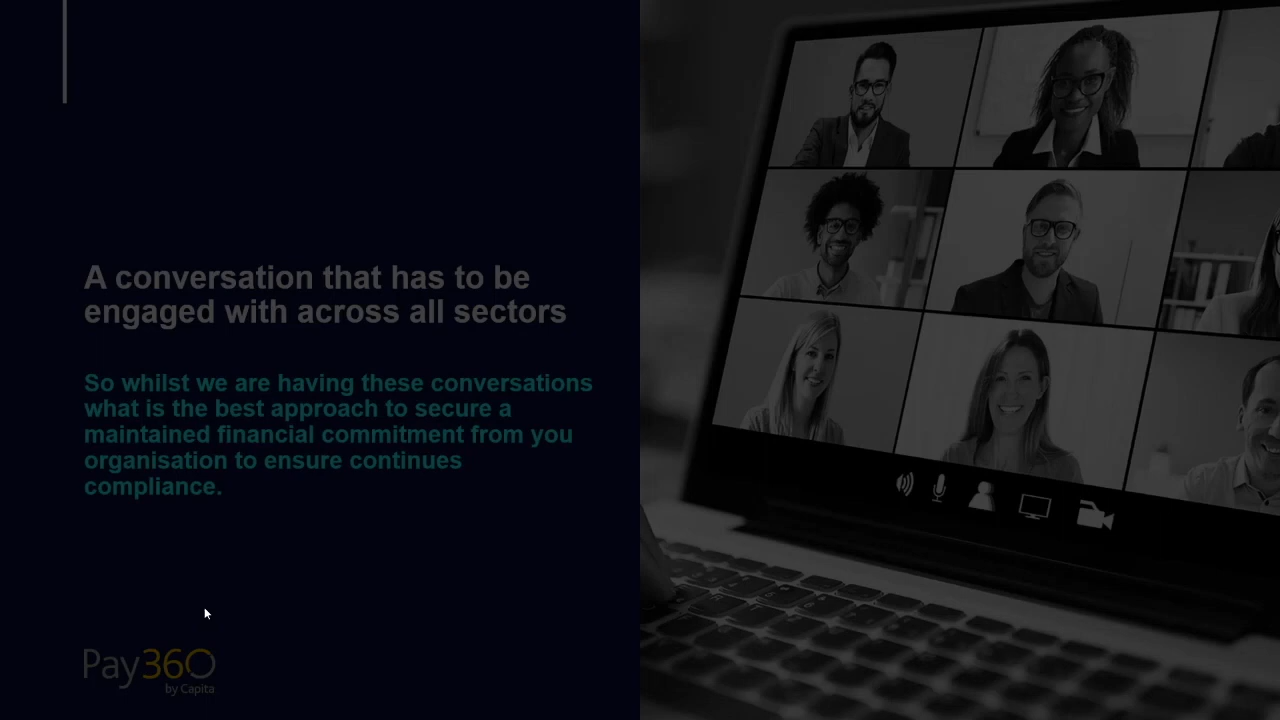 A conversation that has to be
engaged with across all sectors
So whilst we are having these conversations
what is the best approach to secure a
maintained financial commitment from you
organisation to ensure continues
compliance.
Pay360
by Capita